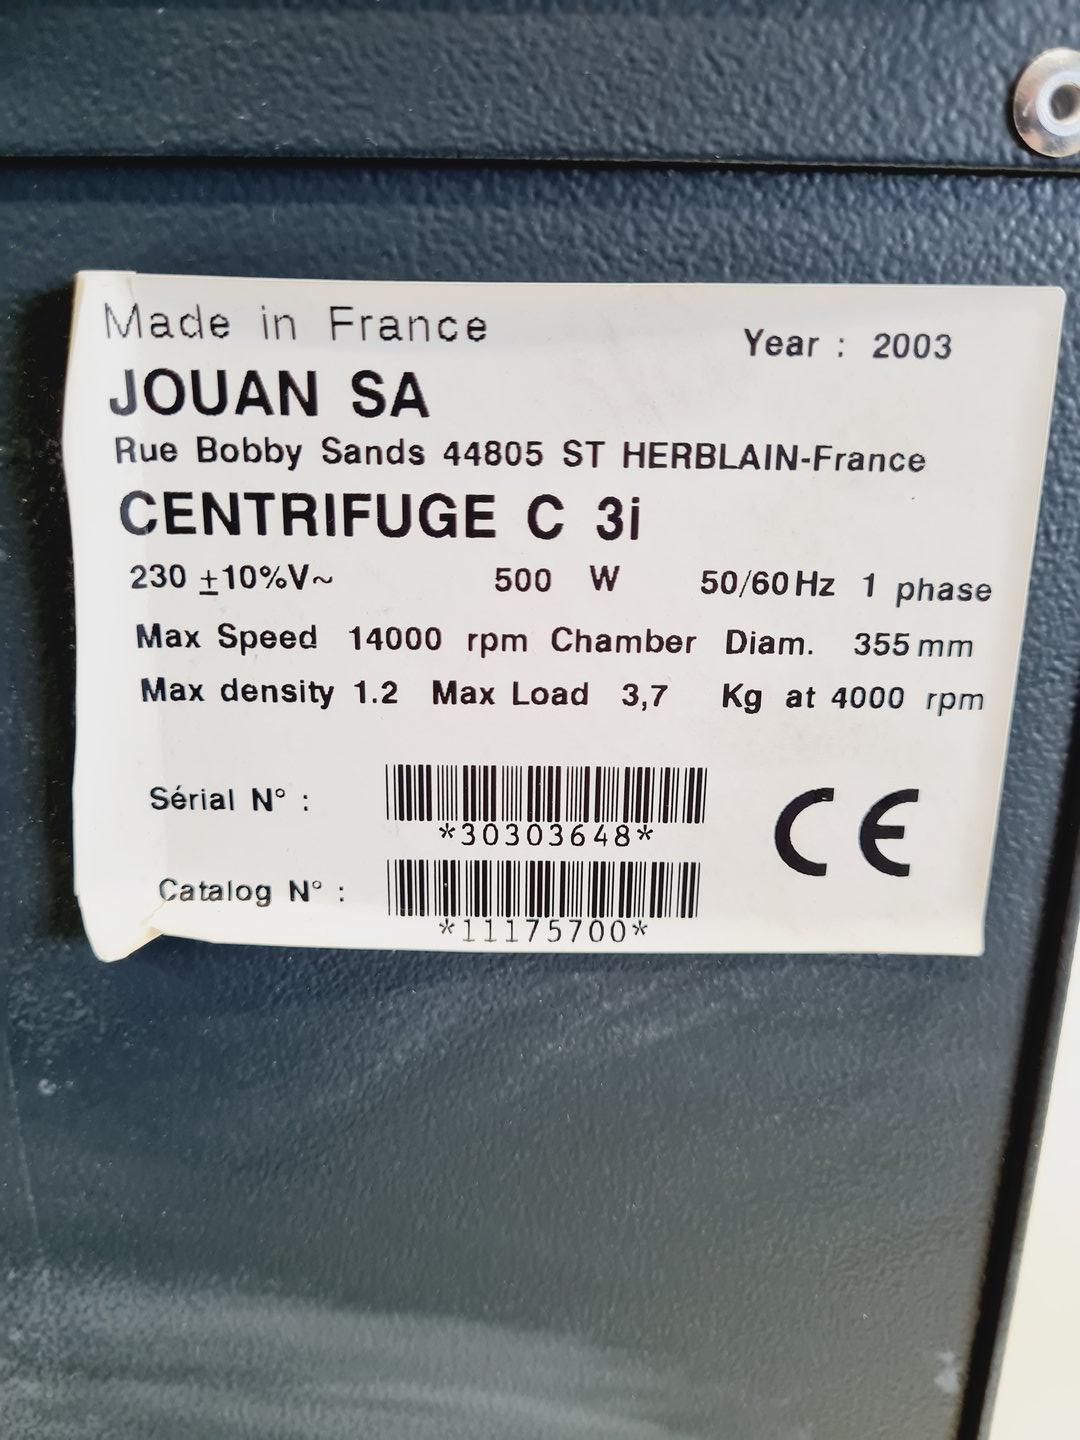 Made in France
Year : 2003
JOUAN SA
Rue Bobby Sands 44805 ST HERBLAIN-France
CENTRIFUGE C 3i
230 ±10%V~ 500 W 50/60Hz 1 phase
Max Speed 14000 rpm Chamber Diam. 355mm
Max density 1.2 Max Load 3,7 Kg at 4000 rpm
Sérial N° :
*30303648*
Catalog N° :
*11175700*
CE